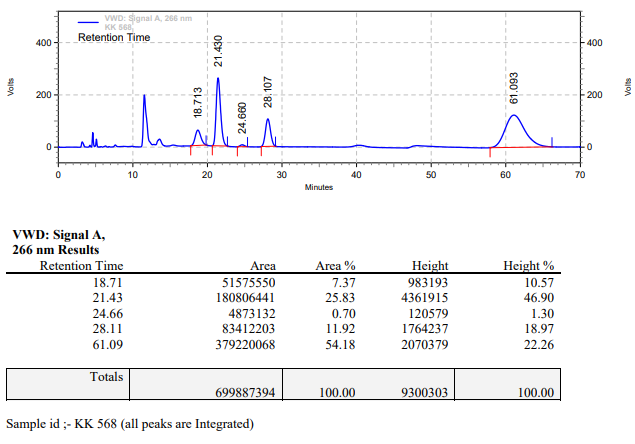 VWD: Signal A, 266 nm
KK 568,
Retention Time
400
200
0
Volts
18.713
21.430
24.660
28.107
61.093
400
200
0
Volts
0 10 20 30 40 50 60 70
Minutes
VWD: Signal A,
266 nm Results
Retention Time Area Area % Height Height %
18.71 51575550 7.37 983193 10.57
21.43 180806441 25.83 4361915 46.90
24.66 4873132 0.70 120579 1.30
28.11 83412203 11.92 1764237 18.97
61.09 379220068 54.18 2070379 22.26
Totals
699887394 100.00 9300303 100.00
Sample id ;- KK 568 (all peaks are Integrated)